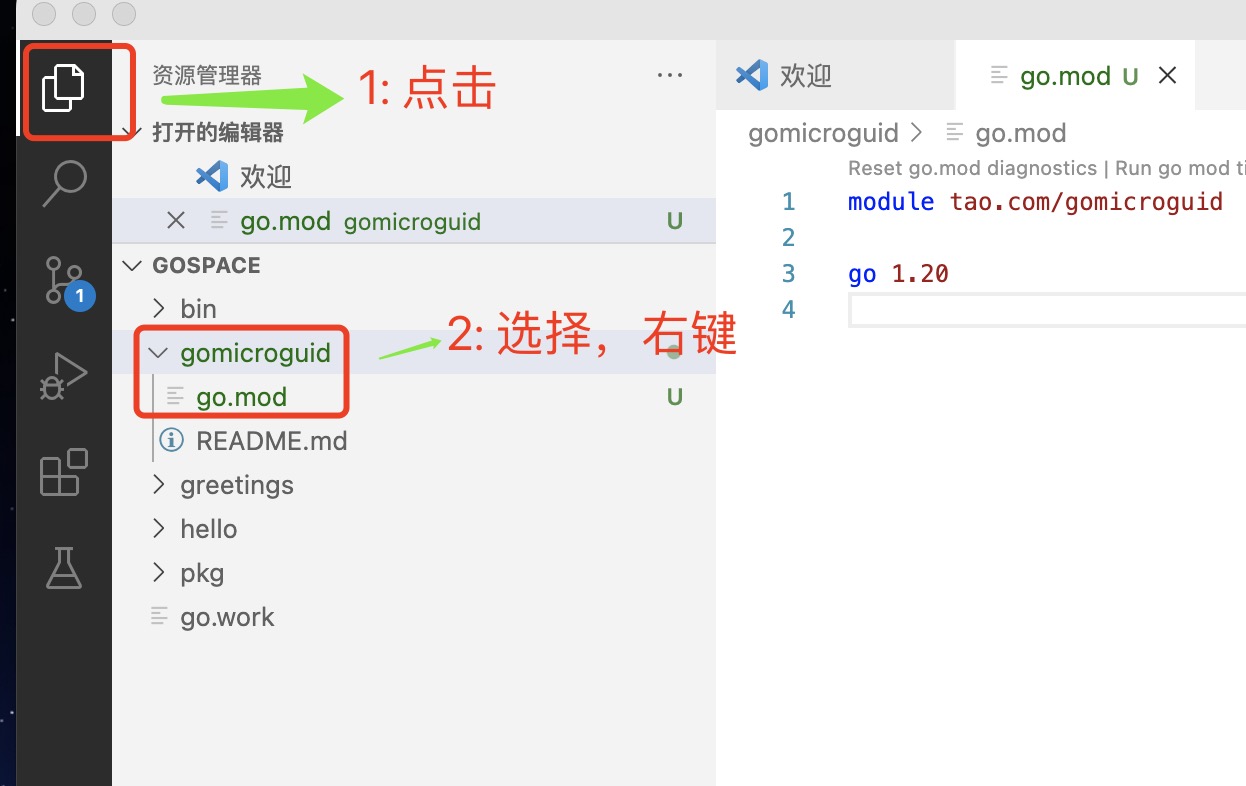 资源管理器
1: 点击
打开的编辑器
欢迎
go.mod gomicroguid U
GOSPACE
bin
gomicroguid
2: 选择，右键
go.mod U
README.md
greetings
hello
pkg
go.work
1
欢迎
go.mod U
gomicroguid > go.mod
Reset go.mod diagnostics | Run go mod ti
1 module tao.com/gomicroguid
2
3 go 1.20
4